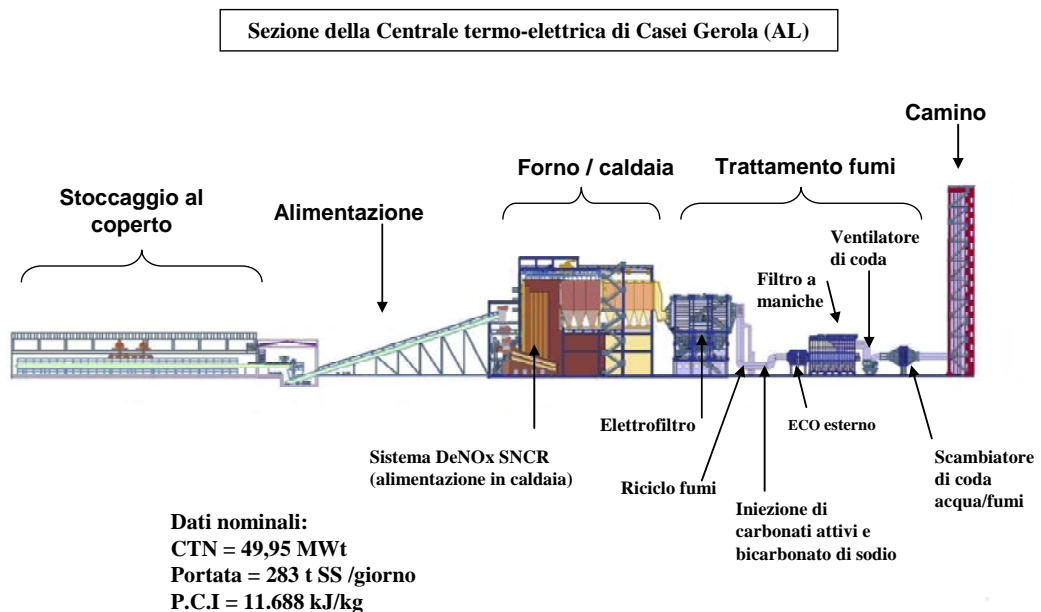 Sezione della Centrale termo-elettrica di Casei Gerola (AL)
Camino
Forno / caldaia
Trattamento fumi
Stoccaggio al
coperto
Alimentazione
Ventilatore
di coda
Filtro a
maniche
Elettrofiltro
ECO esterno
Sistema DeNOx SNCR
(alimentazione in caldaia)
Riciclo fumi
Scambiatore
di coda
acqua/fumi
Iniezione di
carbonati attivi e
bicarbonato di sodio
Dati nominali:
CTN = 49,95 MWt
Portata = 283 t SS /giorno
P.C.I = 11.688 kJ/kg